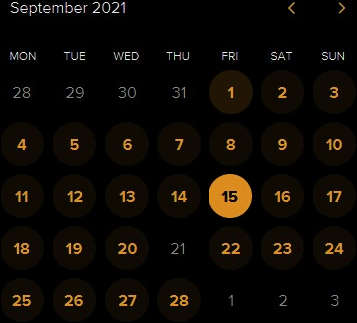 September 2021
MON TUE WED THU FRI SAT SUN
28 29 30 31 1 2 3
4 5 6 7 8 9 10
11 12 13 14 15 16 17
18 19 20 21 22 23 24
25 26 27 28 1 2 3